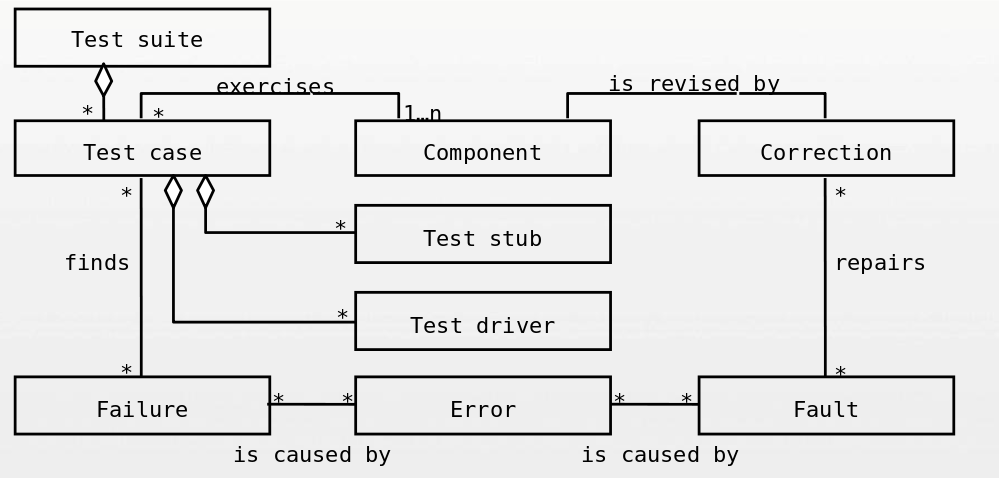 Test suite
exercises
is revised by
* * 1…n
Test case
Component
Correction
* *
* Test stub
finds
repairs
* Test driver
* *
Failure
* *
Error
* *
Fault
is caused by
is caused by